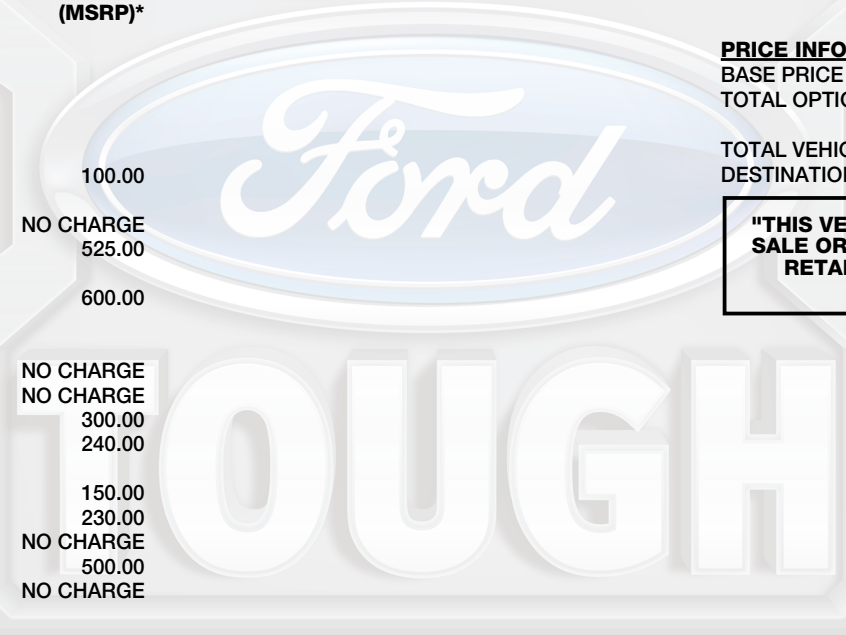 (MSRP)*
100.00
NO CHARGE
525.00
600.00
NO CHARGE
NO CHARGE
300.00
240.00
150.00
230.00
NO CHARGE
500.00
NO CHARGE
PRICE INFO
BASE PRICE
TOTAL OPTIO
TOTAL VEHIC
DESTINATION
"THIS VE
SALE OR
RETAI
Ford
TOUGH